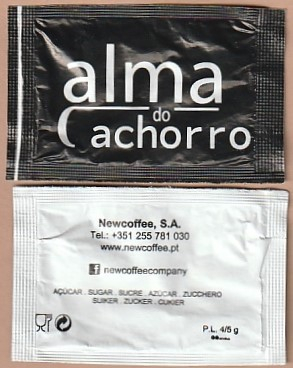 alma
do
Cachorro
Newcoffee, S.A.
Tel.: +351 255 781 030
www.newcoffee.pt
f newcoffeecompany
AÇÚCAR . SUGAR . SUCRE . AZÚCAR . ZUCCHERO
SUIKER . ZUCKER . CUKIER
P.L. 4/5 g